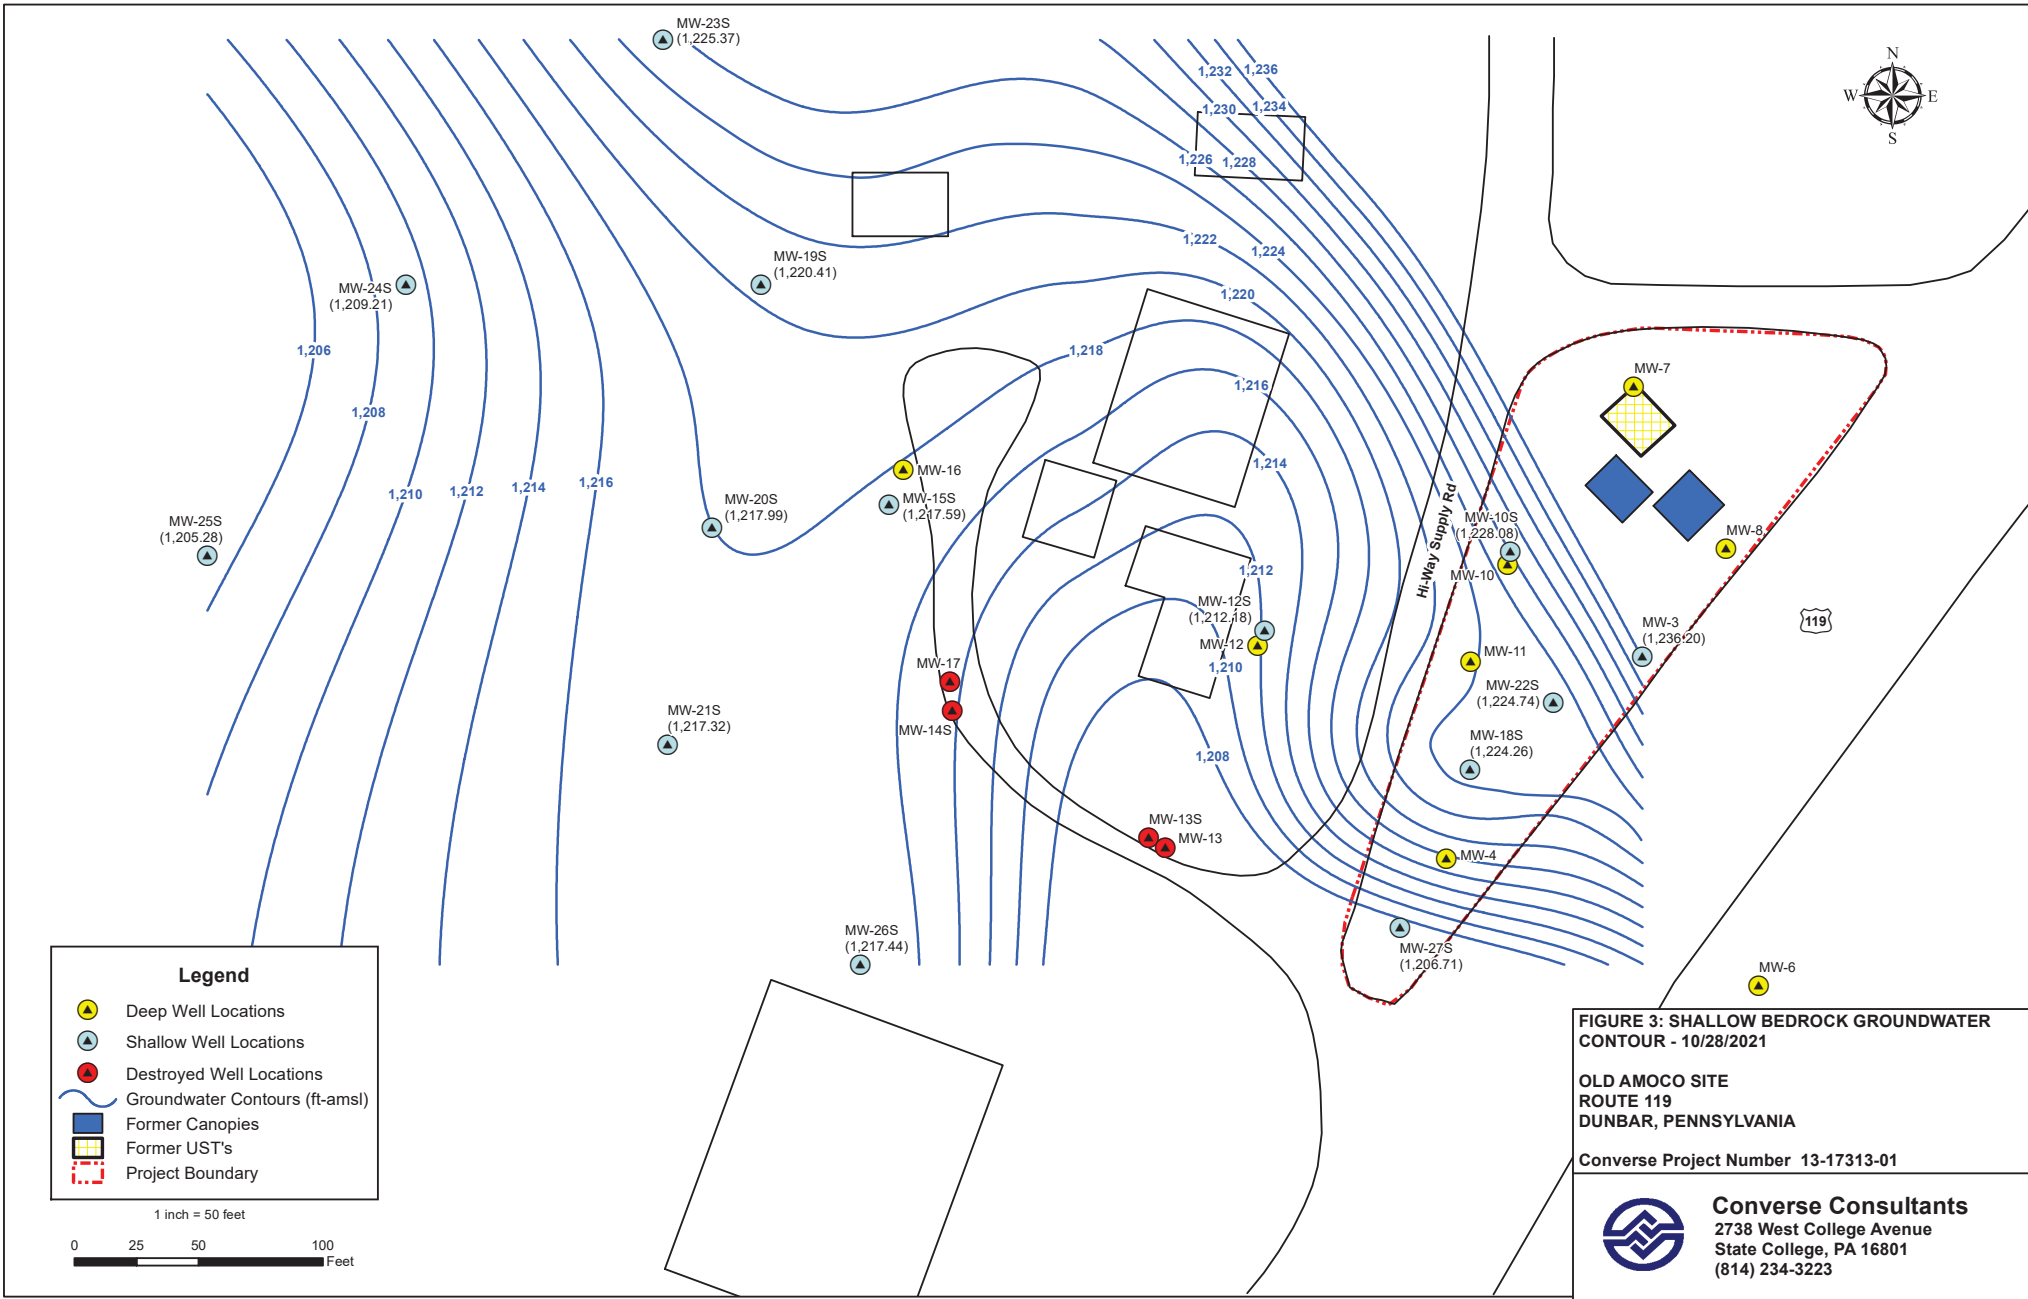 MW-23S
(1,225.37)
1,232
1,236
1,230
1,234
1,226
1,228
N
W
E
S
1,222
1,224
MW-19S
(1,220.41)
MW-24S
(1,209.21)
1,220
1,206
1,218
1,216
MW-7
1,208
1,214
MW-16
1,210
1,212
1,214
1,216
MW-20S
(1,217.99)
MW-15S
(1,217.59)
MW-25S
(1,205.28)
Hi-Way Supply Rd
MW-10S
(1,228.08)
MW-10
MW-8
1,212
MW-12S
(1,212.18)
MW-12
1,210
119
MW-3
(1,236.20)
MW-11
MW-17
MW-22S
(1,224.74)
MW-21S
(1,217.32)
MW-14S
MW-18S
(1,224.26)
1,208
MW-13S
MW-13
MW-4
MW-26S
(1,217.44)
MW-27S
(1,206.71)
MW-6
Legend
Deep Well Locations
Shallow Well Locations
Destroyed Well Locations
Groundwater Contours (ft-amsl)
Former Canopies
Former UST's
Project Boundary
1 inch = 50 feet
0 25 50 100
Feet
FIGURE 3: SHALLOW BEDROCK GROUNDWATER
CONTOUR - 10/28/2021
OLD AMOCO SITE
ROUTE 119
DUNBAR, PENNSYLVANIA
Converse Project Number 13-17313-01
Converse Consultants
2738 West College Avenue
State College, PA 16801
(814) 234-3223